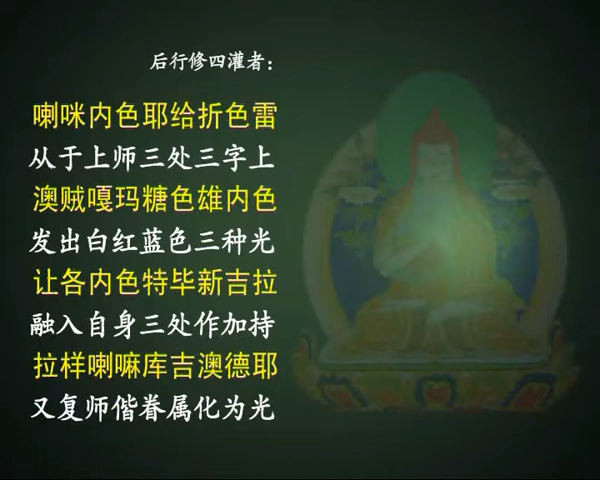 后行修四灌者：
喇咪内色耶给折色雷
从于上师三处三字上
澳贼嘎玛糖色雄内色
发出白红蓝色三种光
让各内色特毕新吉拉
融入自身三处作加持
拉样喇嘛库吉澳德耶
又复师偕眷属化为光